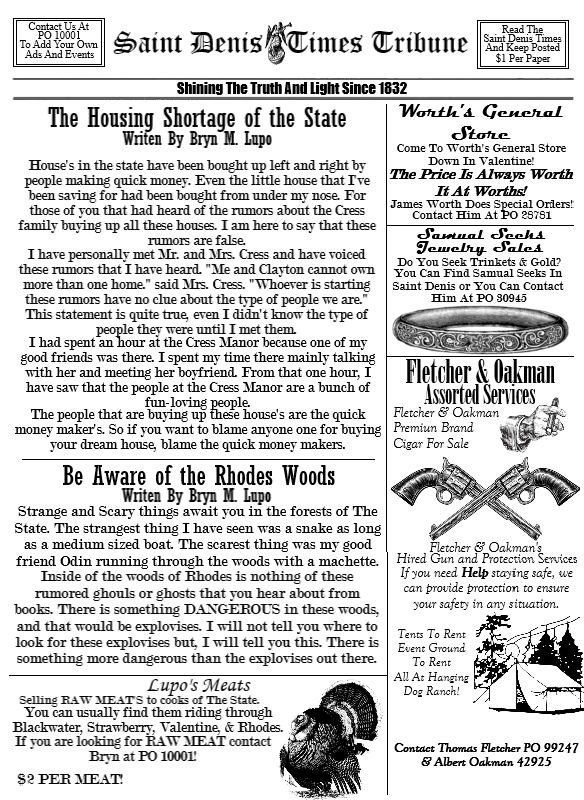 Contact Us At
PO 10001
To Add Your Own
Ads And Events
Saint Denis Times Tribune
Read The
Saint Denis Times
And Keep Posted
$1 Per Paper
Shining The Truth And Light Since 1832
The Housing Shortage of the State
Writen By Bryn M. Lupo
House's in the state have been bought up left and right by
people making quick money. Even the little house that I've
been saving for had been bought from under my nose. For
those of you that had heard of the rumors about the Cress
family buying up all these houses. I am here to say that these
rumors are false.
I have personally met Mr. and Mrs. Cress and have voiced
these rumors that I have heard. "Me and Clayton cannot own
more than one home." said Mrs. Cress. "Whoever is starting
these rumors have no clue about the type of people we are."
This statement is quite true, even I didn't know the type of
people they were until I met them.
I had spent an hour at the Cress Manor because one of my
good friends was there. I spent my time there mainly talking
with her and meeting her boyfriend. From that one hour, I
have saw that the people at the Cress Manor are a bunch of
fun-loving people.
The people that are buying up these house's are the quick
money maker's. So if you want to blame anyone one for buying
your dream house, blame the quick money makers.
Be Aware of the Rhodes Woods
Writen By Bryn M. Lupo
Strange and Scary things await you in the forests of The
State. The strangest thing I have seen was a snake as long
as a medium sized boat. The scarest thing was my good
friend Odin running through the woods with a machette.
Inside of the woods of Rhodes is nothing of these
rumored ghouls or ghosts that you hear about from
books. There is something DANGEROUS in these woods,
and that would be explovises. I will not tell you where to
look for these explovises but, I will tell you this. There is
something more dangerous than the explovises out there.
Lupo's Meats
Selling RAW MEAT'S to cooks of The State.
You can usually find them riding through
Blackwater, Strawberry, Valentine, & Rhodes.
If you are looking for RAW MEAT contact
Bryn at PO 10001!
$2 PER MEAT!
Worth's General
Store
Come To Worth's General Store
Down In Valentine!
The Price Is Always Worth
It At Worths!
James Worth Does Special Orders!
Contact Him At PO 25751
Samual Seeks
Jewelry Sales
Do You Seek Trinkets & Gold?
You Can Find Samual Seeks In
Saint Denis or You Can Contact
Him At PO 30945
Fletcher & Oakman
Assorted Services
Fletcher & Oakman
Premiun Brand
Cigar For Sale
Fletcher & Oakman's
Hired Gun and Protection Services
If you need Help staying safe, we
can provide protection to ensure
your safety in any situation.
Tents To Rent
Event Ground
To Rent
All At Hanging
Dog Ranch!
Contact Thomas Fletcher PO 99247
& Albert Oakman 42925